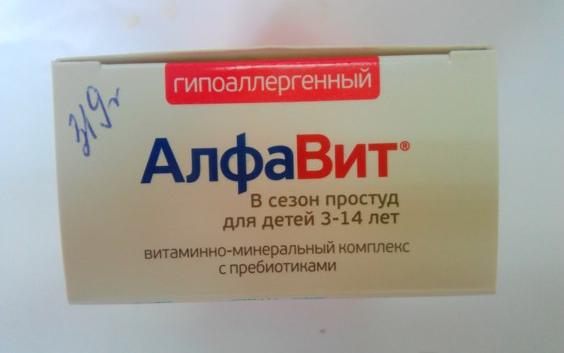 гипоаллергенный
АлфаВит®
В сезон простуд
для детей 3-14 лет
витаминно-минеральный комплекс
с пребиотиками